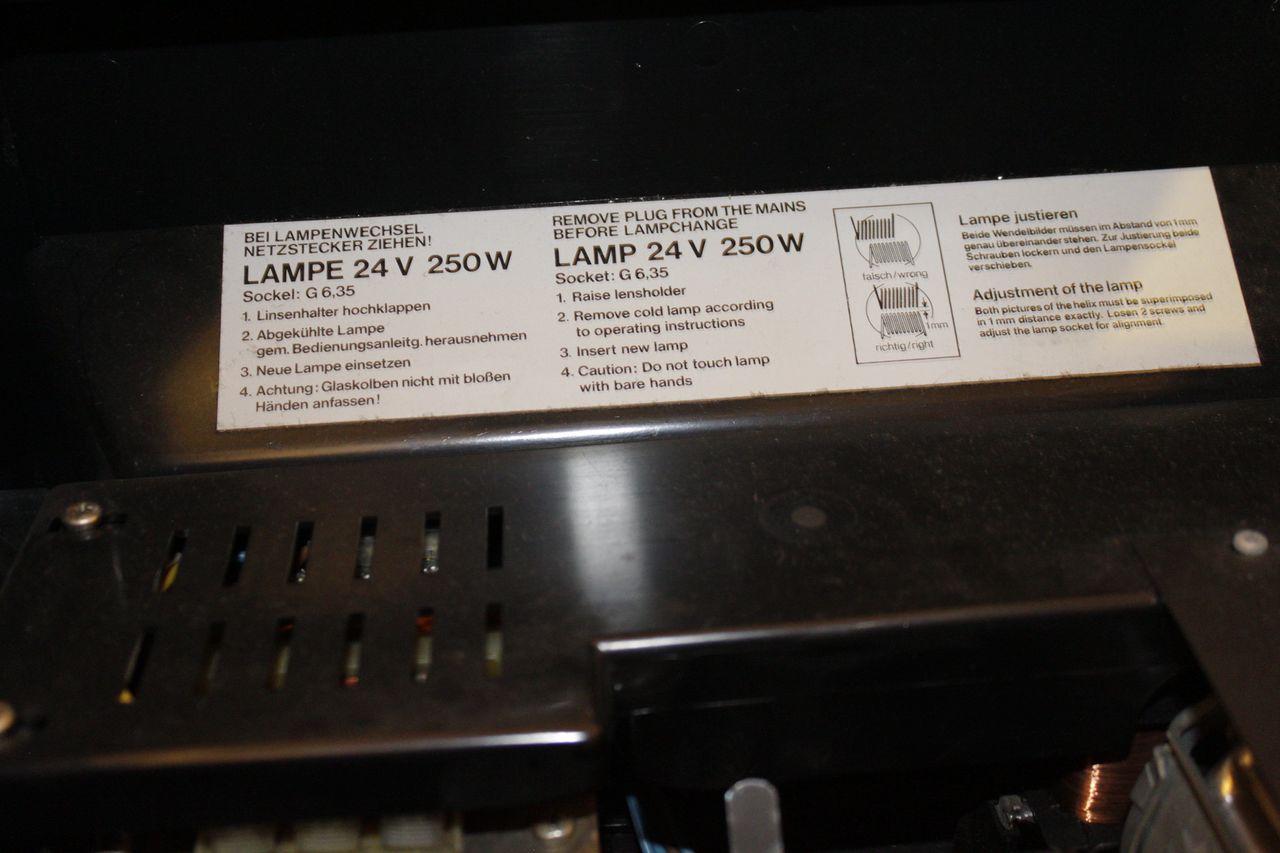 BEI LAMPENWECHSEL
NETZSTECKER ZIEHEN!
LAMPE 24 V 250 W
Sockel: G 6,35
1. Linsenhalter hochklappen
2. Abgekühlte Lampe
gem. Bedienungsanleitg. herausnehmen
3. Neue Lampe einsetzen
4. Achtung: Glaskolben nicht mit bloßen
Händen anfassen!
REMOVE PLUG FROM THE MAINS
BEFORE LAMPCHANGE
LAMP 24 V 250 W
Socket: G 6,35
1. Raise lensholder
2. Remove cold lamp according
to operating instructions
3. Insert new lamp
4. Caution: Do not touch lamp
with bare hands
falsch/wrong
1mm
richtig/right
Lampe justieren
Beide Wendelbilder müssen im Abstand von 1mm
genau übereinander stehen. Zur Justierung beide
Schrauben lockern und den Lampensockel
verschieben.
Adjustment of the lamp
Both pictures of the helix must be superimposed
in 1 mm distance exactly. Losen 2 screws and
adjust the lamp socket for alignment.